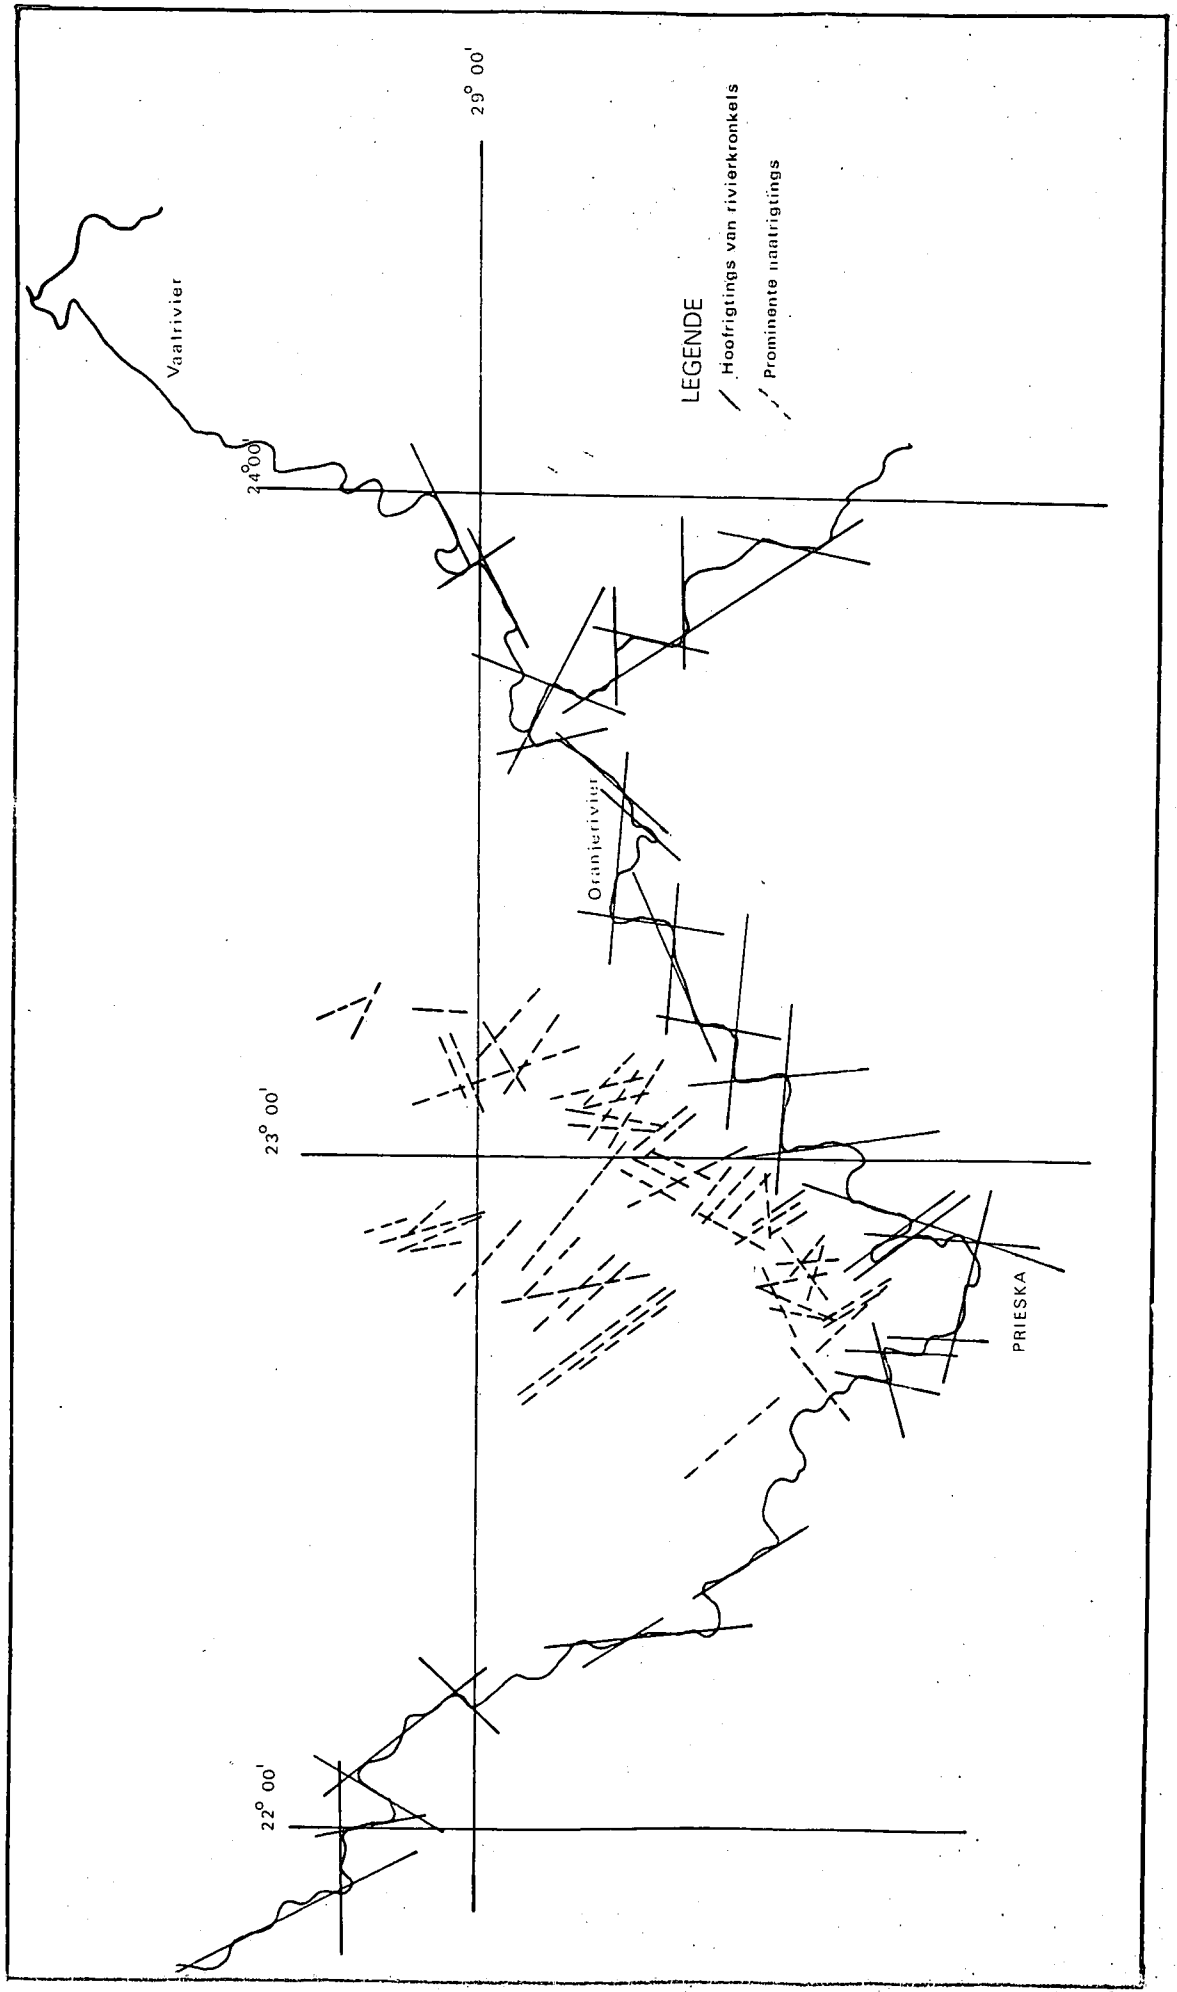 Vaalrivier
29° 00'
24° 00'
LEGENDE
Hoofrigtings van rivierkronkels
Prominente naatrigtings
Oranjerivier
23° 00'
PRIESKA
22° 00'